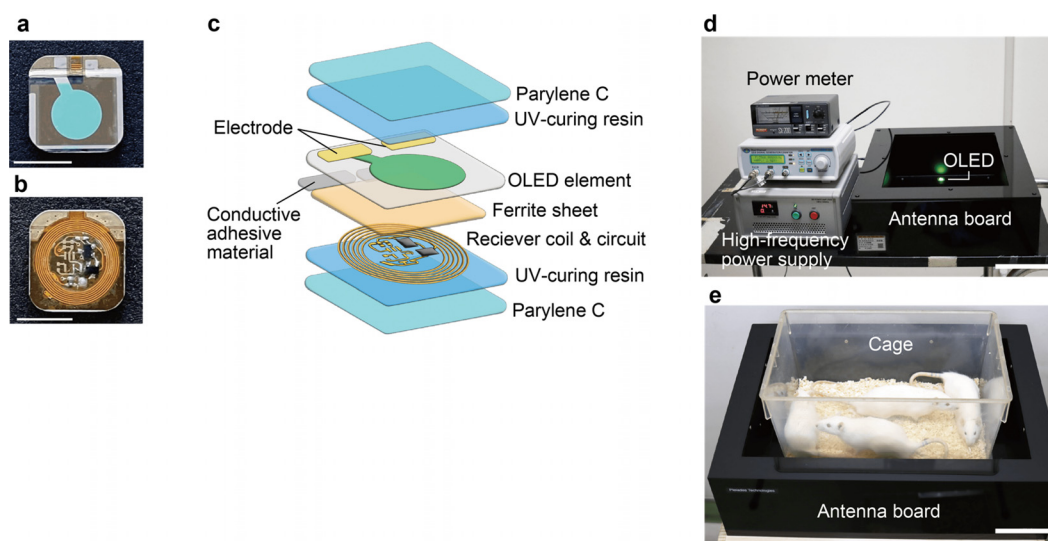 a
b
c
Parylene C
UV-curing resin
Electrode
OLED element
Conductive
adhesive
material
Ferrite sheet
Reciever coil & circuit
UV-curing resin
Parylene C
d
Power meter
OLED
Antenna board
High-frequency
power supply
e
Cage
Antenna board